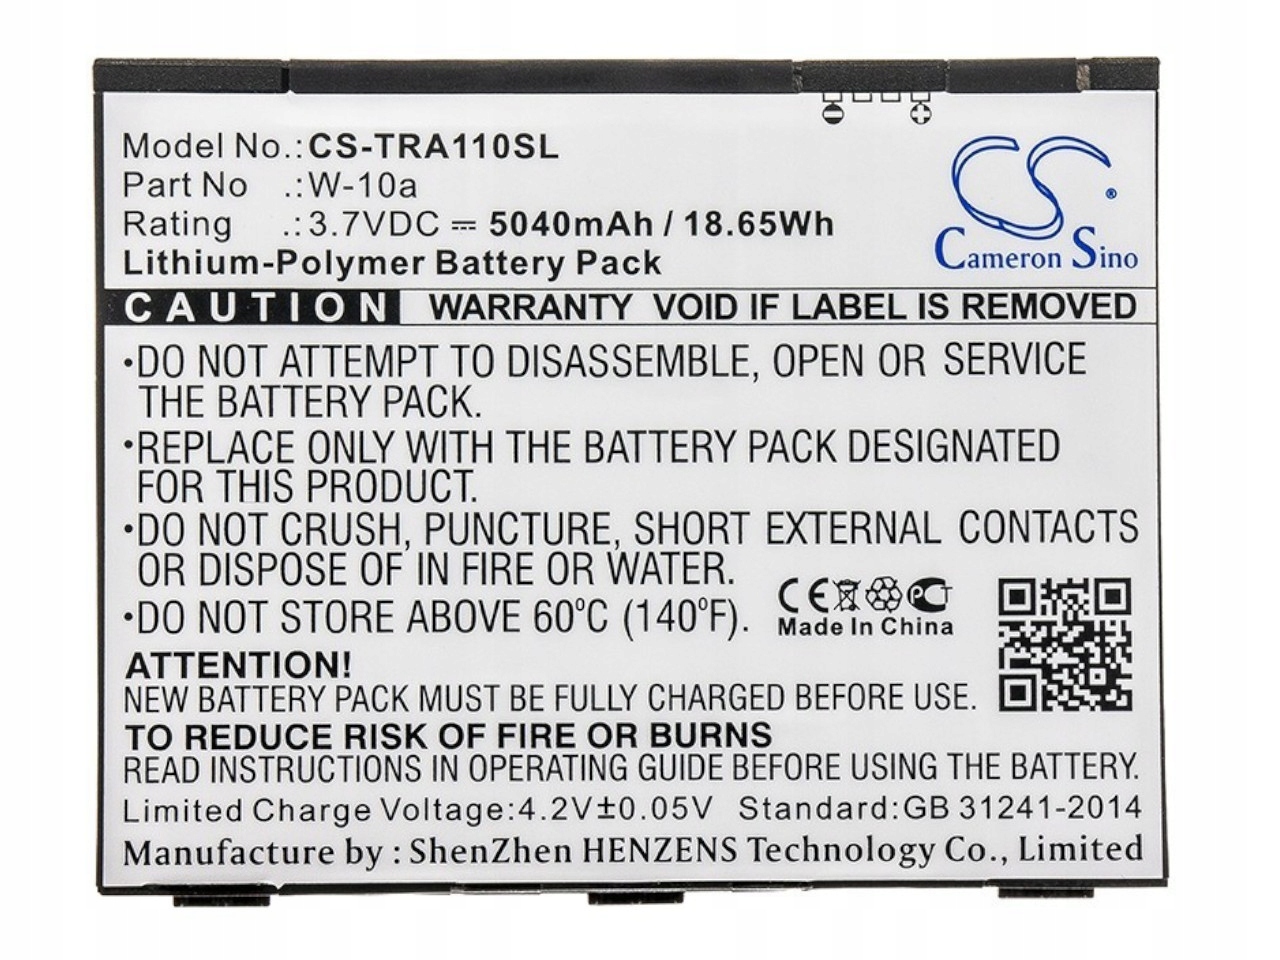 Model No.:CS-TRA110SL
Part No .:W-10a
Rating .:3.7VDC ⎓ 5040mAh / 18.65Wh
Lithium-Polymer Battery Pack
CS
®
Cameron Sino
CAUTION WARRANTY VOID IF LABEL IS REMOVED
•DO NOT ATTEMPT TO DISASSEMBLE, OPEN OR SERVICE
THE BATTERY PACK.
•REPLACE ONLY WITH THE BATTERY PACK DESIGNATED
FOR THIS PRODUCT.
•DO NOT CRUSH, PUNCTURE, SHORT EXTERNAL CONTACTS
OR DISPOSE OF IN FIRE OR WATER.
•DO NOT STORE ABOVE 60°C (140°F).
CE PCT
Made In China
ATTENTION!
NEW BATTERY PACK MUST BE FULLY CHARGED BEFORE USE.
TO REDUCE RISK OF FIRE OR BURNS
READ INSTRUCTIONS IN OPERATING GUIDE BEFORE USING THE BATTERY.
Limited Charge Voltage:4.2V±0.05V Standard:GB 31241-2014
Manufacture by : ShenZhen HENZENS Technology Co., Limited